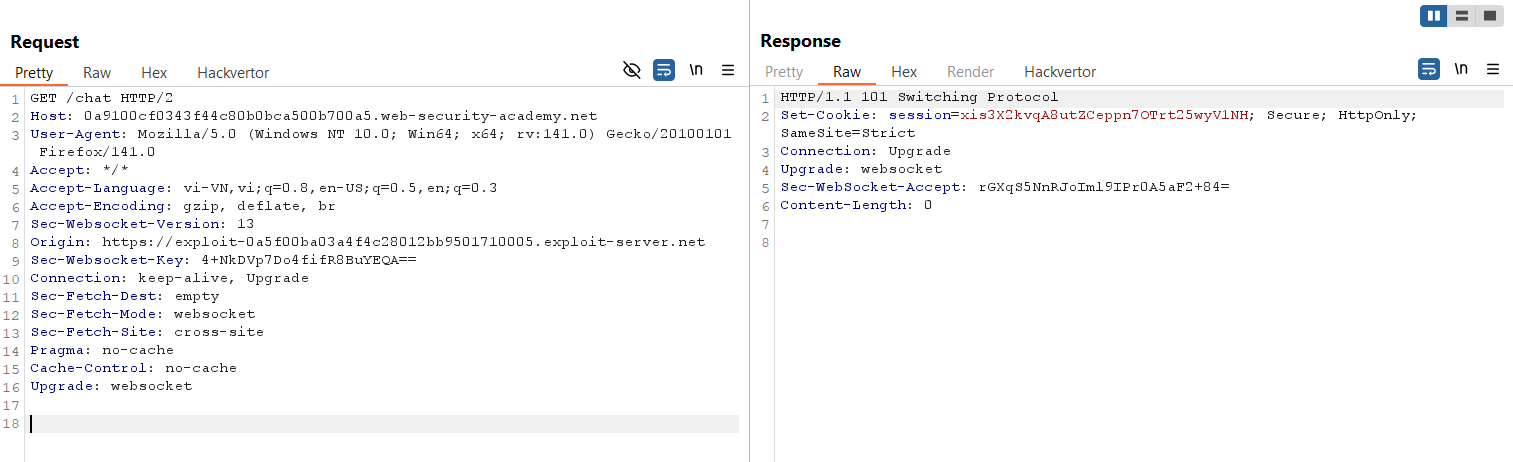 Request
Pretty Raw Hex Hackvertor
\n
1 GET /chat HTTP/2
2 Host: 0a9100cf0343f44c80b0bca500b700a5.web-security-academy.net
3 User-Agent: Mozilla/5.0 (Windows NT 10.0; Win64; x64; rv:141.0) Gecko/20100101
Firefox/141.0
4 Accept: */*
5 Accept-Language: vi-VN,vi;q=0.8,en-US;q=0.5,en;q=0.3
6 Accept-Encoding: gzip, deflate, br
7 Sec-Websocket-Version: 13
8 Origin: https://exploit-0a5f00ba03a4f4c28012bb9501710005.exploit-server.net
9 Sec-Websocket-Key: 4+NkDVp7Do4fifR8BuYEQA==
10 Connection: keep-alive, Upgrade
11 Sec-Fetch-Dest: empty
12 Sec-Fetch-Mode: websocket
13 Sec-Fetch-Site: cross-site
14 Pragma: no-cache
15 Cache-Control: no-cache
16 Upgrade: websocket
17
18
Response
Pretty Raw Hex Render Hackvertor
\n
1 HTTP/1.1 101 Switching Protocol
2 Set-Cookie: session=xis3X2kvqA8utZCeppn7OTrt25wyV1NH; Secure; HttpOnly;
SameSite=Strict
3 Connection: Upgrade
4 Upgrade: websocket
5 Sec-WebSocket-Accept: rGXqS5NnRJoIml9IPr0A5aF2+84=
6 Content-Length: 0
7
8